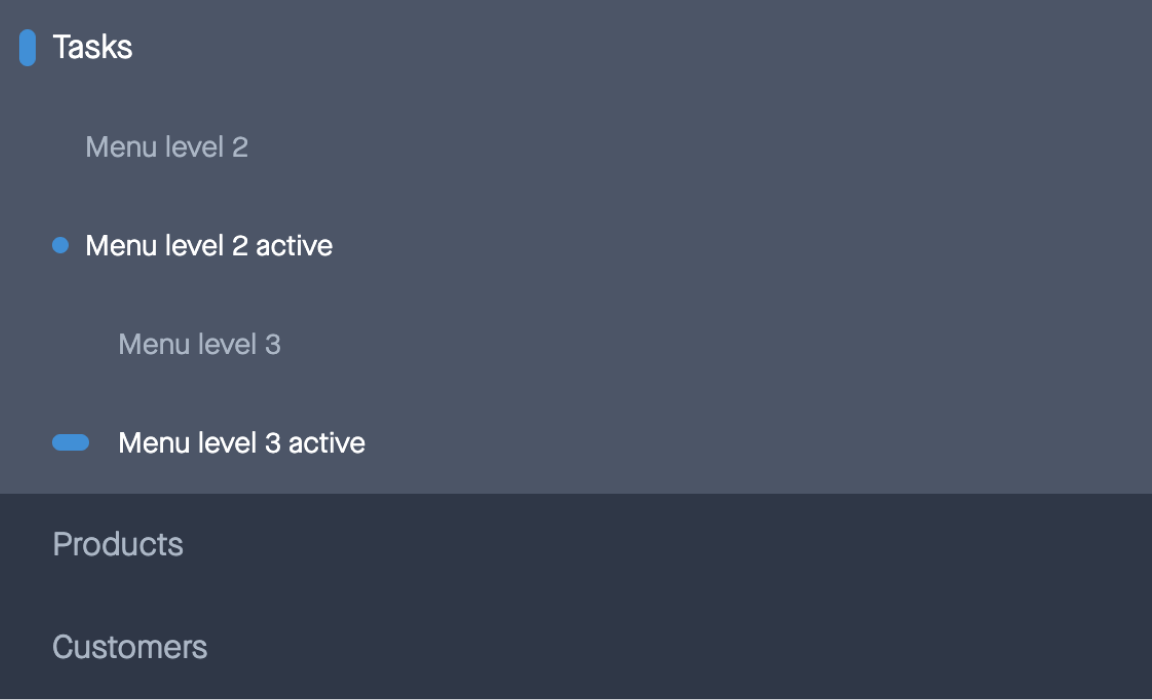 Tasks
Menu level 2
Menu level 2 active
Menu level 3
Menu level 3 active
Products
Customers